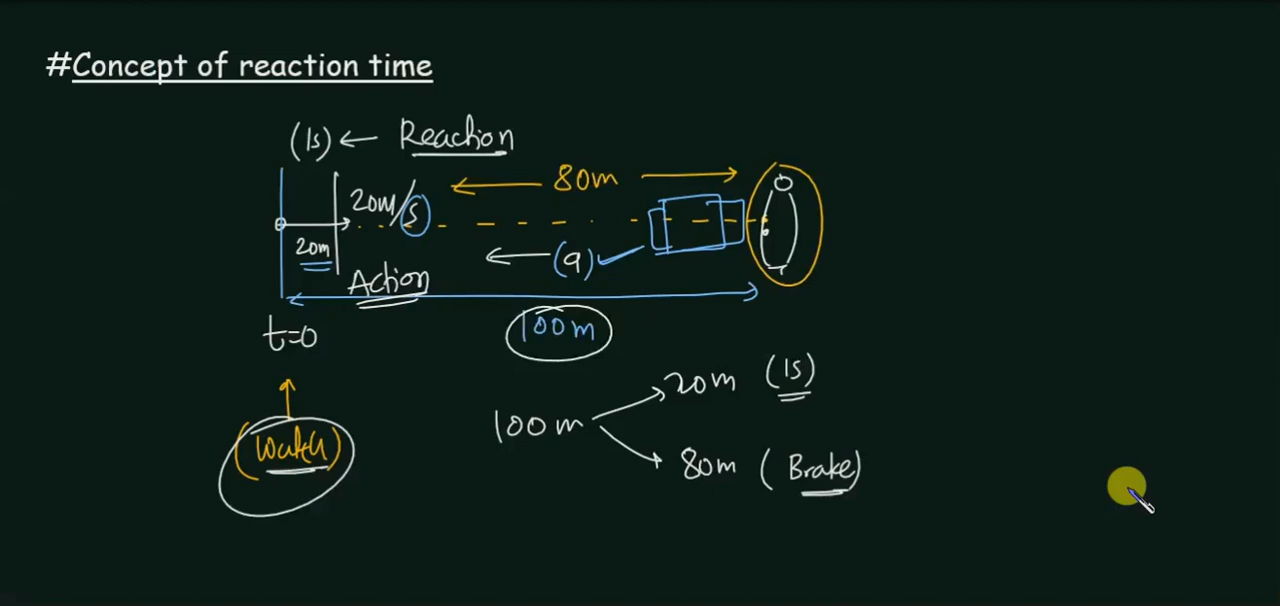 #Concept of reaction time
(1s) ← Reaction
20m/s
80m
20m
(a)
Action
100m
t=0
20m (1s)
100m
(Watch)
80m (Brake)